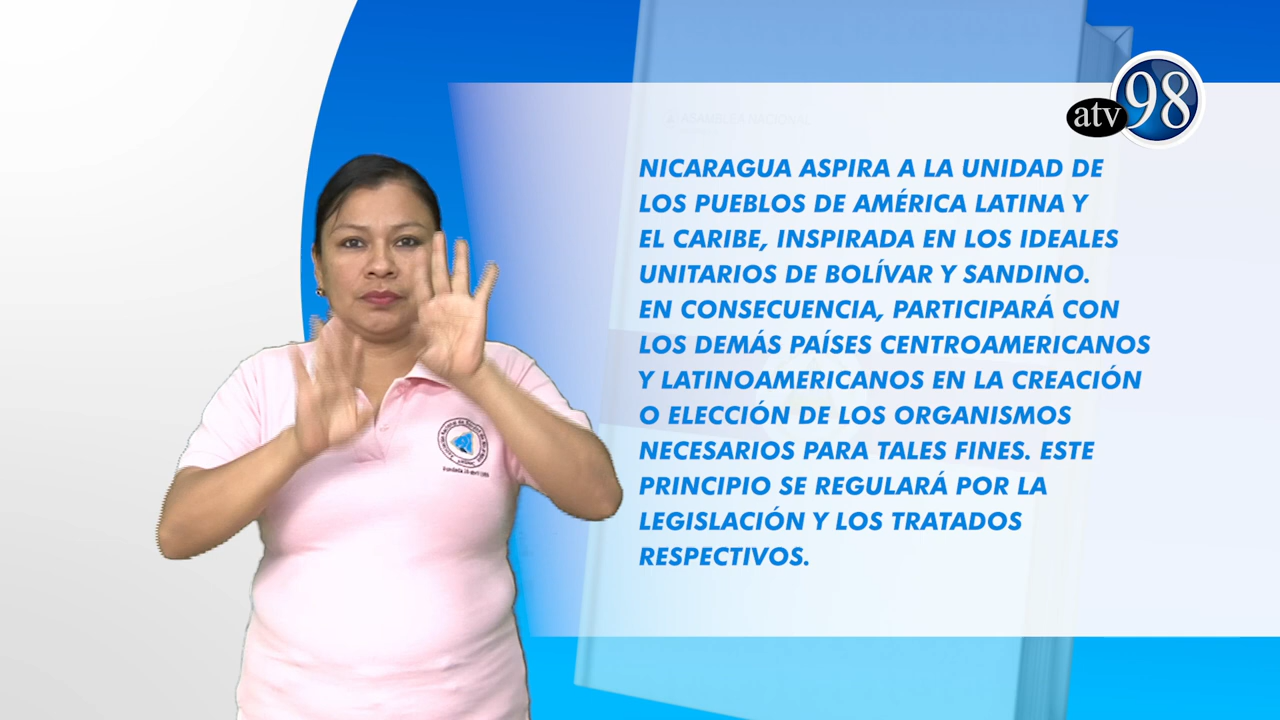 atv 98
ASAMBLEA NACIONAL
NICARAGUA ASPIRA A LA UNIDAD DE
LOS PUEBLOS DE AMÉRICA LATINA Y
EL CARIBE, INSPIRADA EN LOS IDEALES
UNITARIOS DE BOLÍVAR Y SANDINO.
EN CONSECUENCIA, PARTICIPARÁ CON
LOS DEMÁS PAÍSES CENTROAMERICANOS
Y LATINOAMERICANOS EN LA CREACIÓN
O ELECCIÓN DE LOS ORGANISMOS
NECESARIOS PARA TALES FINES. ESTE
PRINCIPIO SE REGULARÁ POR LA
LEGISLACIÓN Y LOS TRATADOS
RESPECTIVOS.